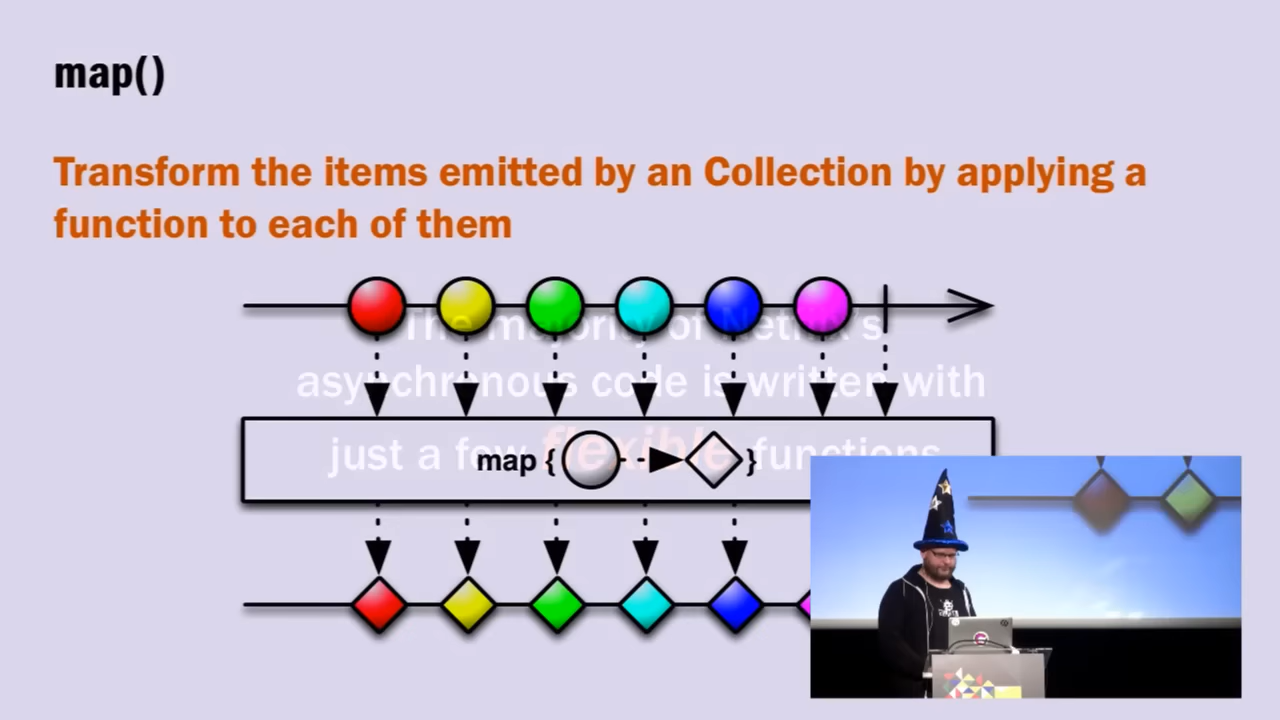 map()
Transform the items emitted by an Collection by applying a
function to each of them
The majority of Netflix's
asynchronous code is written with
just a few flexible functions
map { }